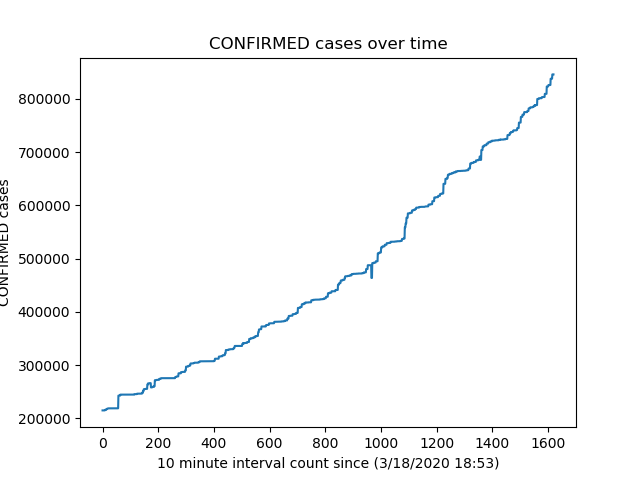 CONFIRMED cases over time
CONFIRMED cases
800000
700000
600000
500000
400000
300000
200000
0 200 400 600 800 1000 1200 1400 1600
10 minute interval count since (3/18/2020 18:53)